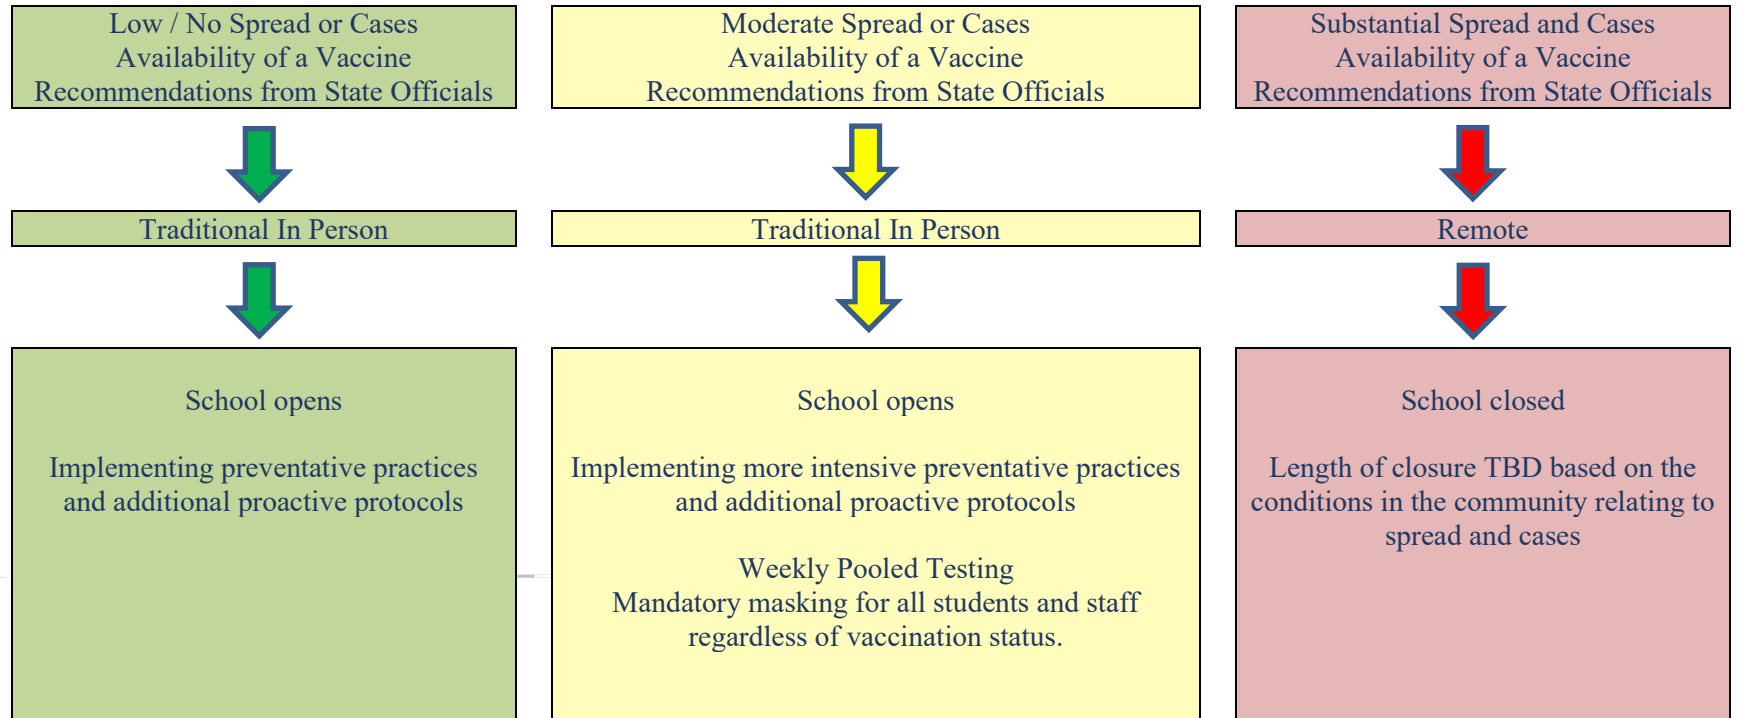 Low / No Spread or Cases
Availability of a Vaccine
Recommendations from State Officials
Traditional In Person
School opens
Implementing preventative practices
and additional proactive protocols
Moderate Spread or Cases
Availability of a Vaccine
Recommendations from State Officials
Traditional In Person
School opens
Implementing more intensive preventative practices
and additional proactive protocols
Weekly Pooled Testing
Mandatory masking for all students and staff
regardless of vaccination status.
Substantial Spread and Cases
Availability of a Vaccine
Recommendations from State Officials
Remote
School closed
Length of closure TBD based on the
conditions in the community relating to
spread and cases